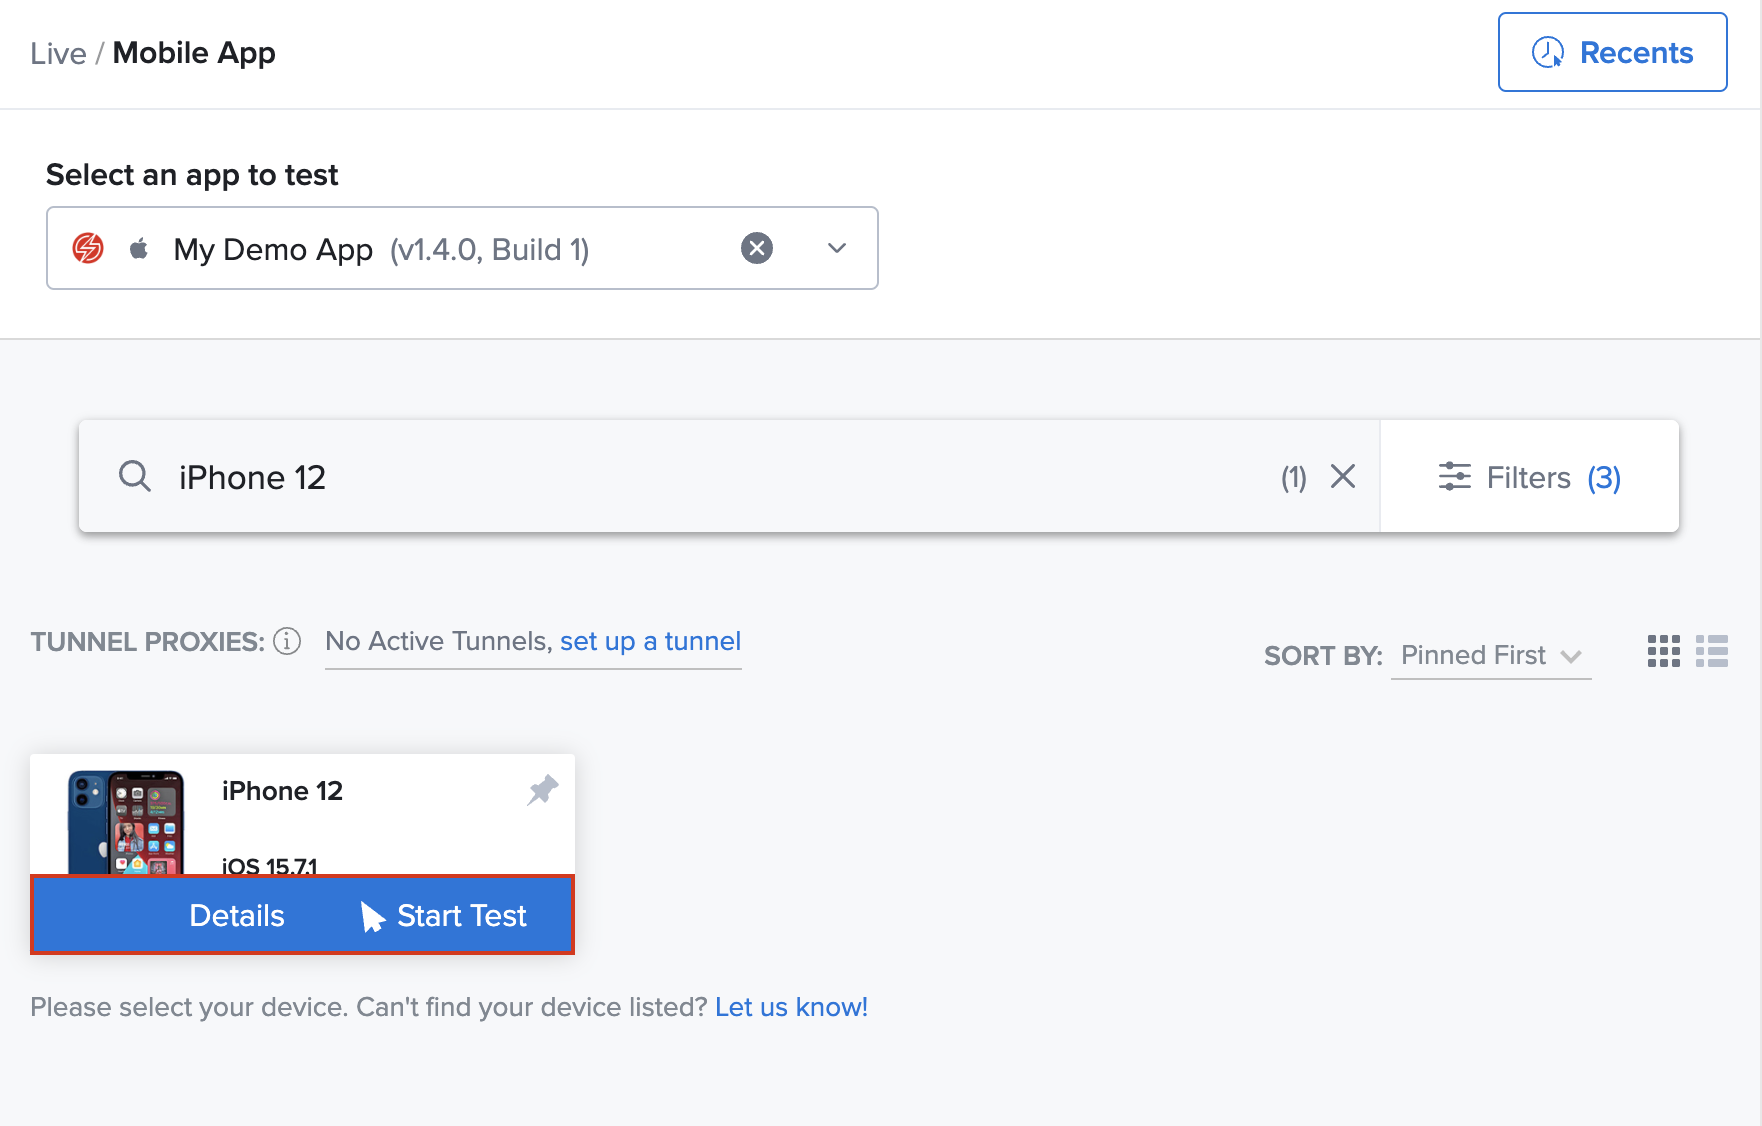 Live / Mobile App
Recents
Select an app to test
My Demo App (v1.4.0, Build 1)
iPhone 12
(1)
Filters (3)
TUNNEL PROXIES: No Active Tunnels, set up a tunnel
SORT BY: Pinned First
iPhone 12
iOS 15.7.1
Details
Start Test
Please select your device. Can't find your device listed? Let us know!